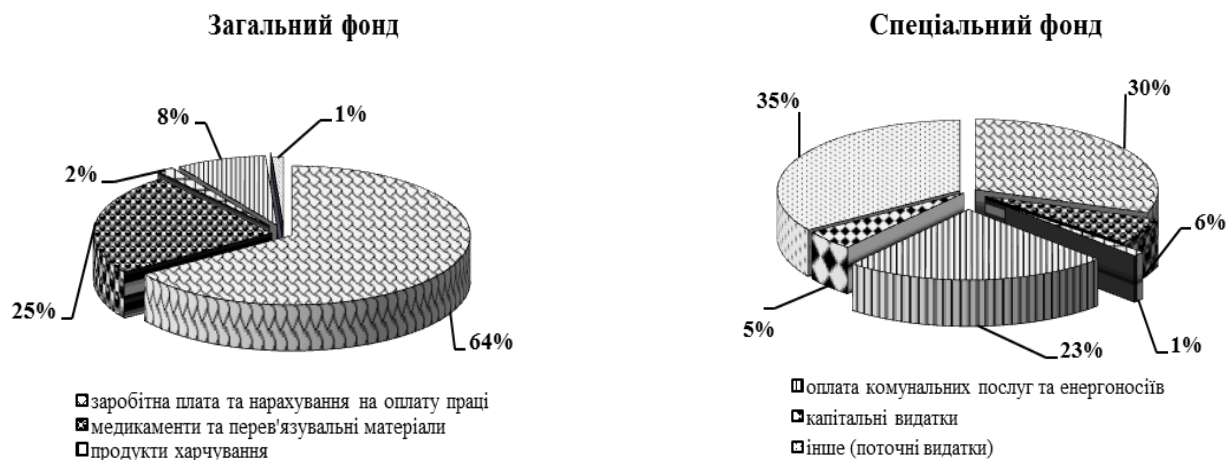 Загальний фонд
8%
1%
2%
25%
64%
заробітна плата та нарахування на оплату праці
медикаменти та перев'язувальні матеріали
продукти харчування
Спеціальний фонд
35%
30%
6%
5%
23%
1%
оплата комунальних послуг та енергоносіїв
капітальні видатки
інше (поточні видатки)